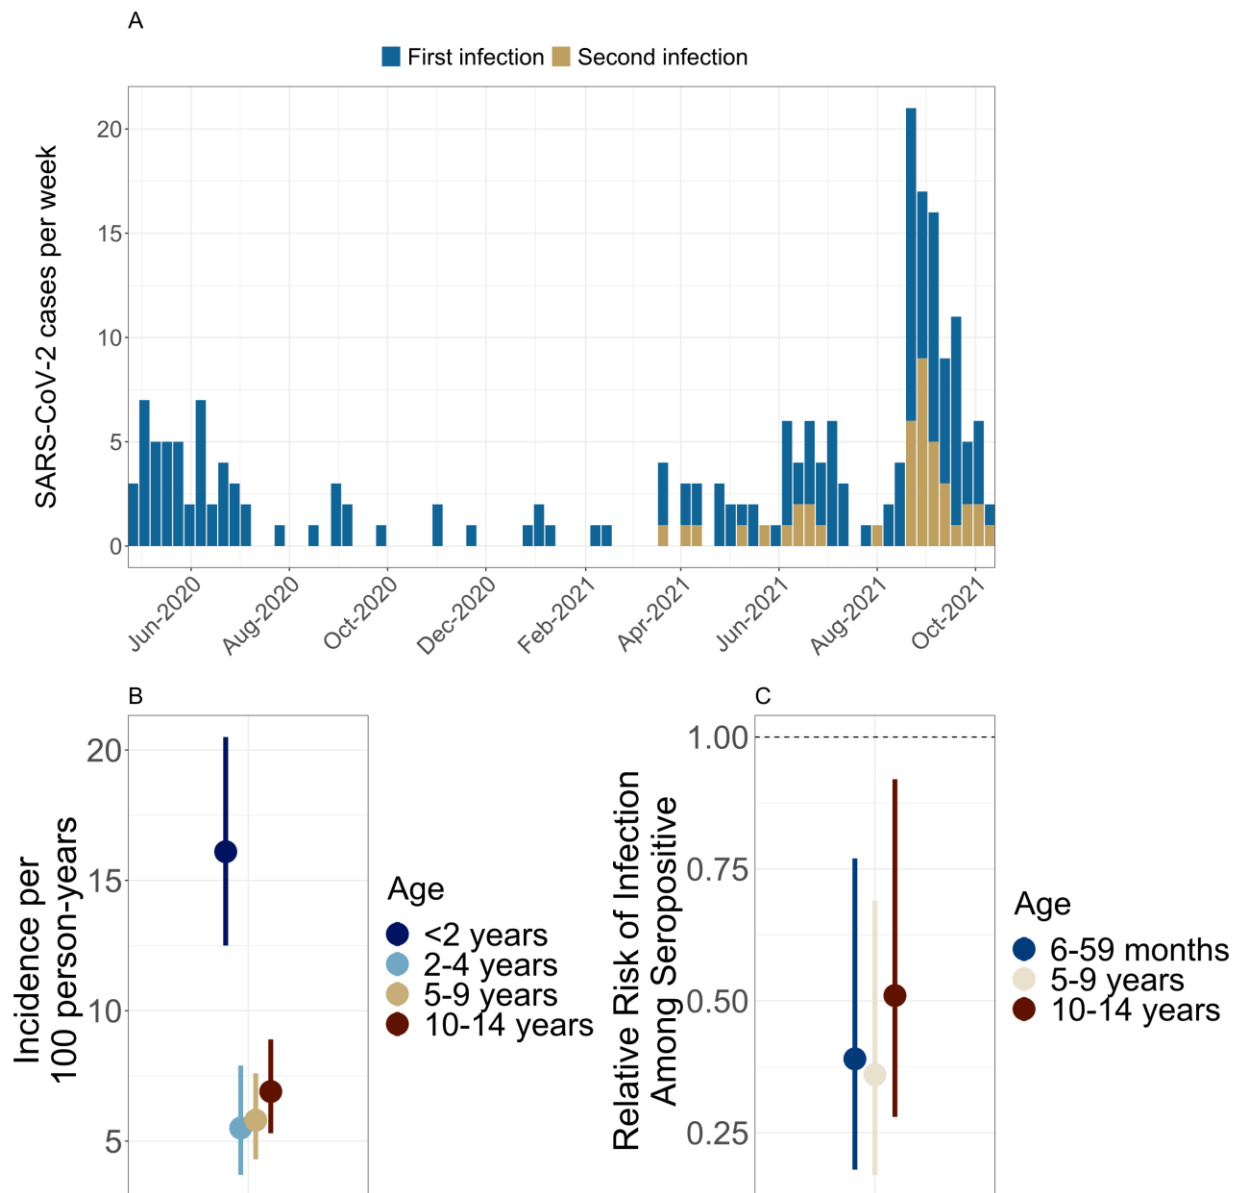 A
First infection Second infection
SARS-CoV-2 cases per week
20
15
10
5
0
Jun-2020 Aug-2020 Oct-2020 Dec-2020 Feb-2021 Apr-2021 Jun-2021 Aug-2021 Oct-2021
B
Incidence per
100 person-years
20
15
10
5
Age
<2 years
2-4 years
5-9 years
10-14 years
C
Relative Risk of Infection
Among Seropositive
1.00
0.75
0.50
0.25
Age
6-59 months
5-9 years
10-14 years